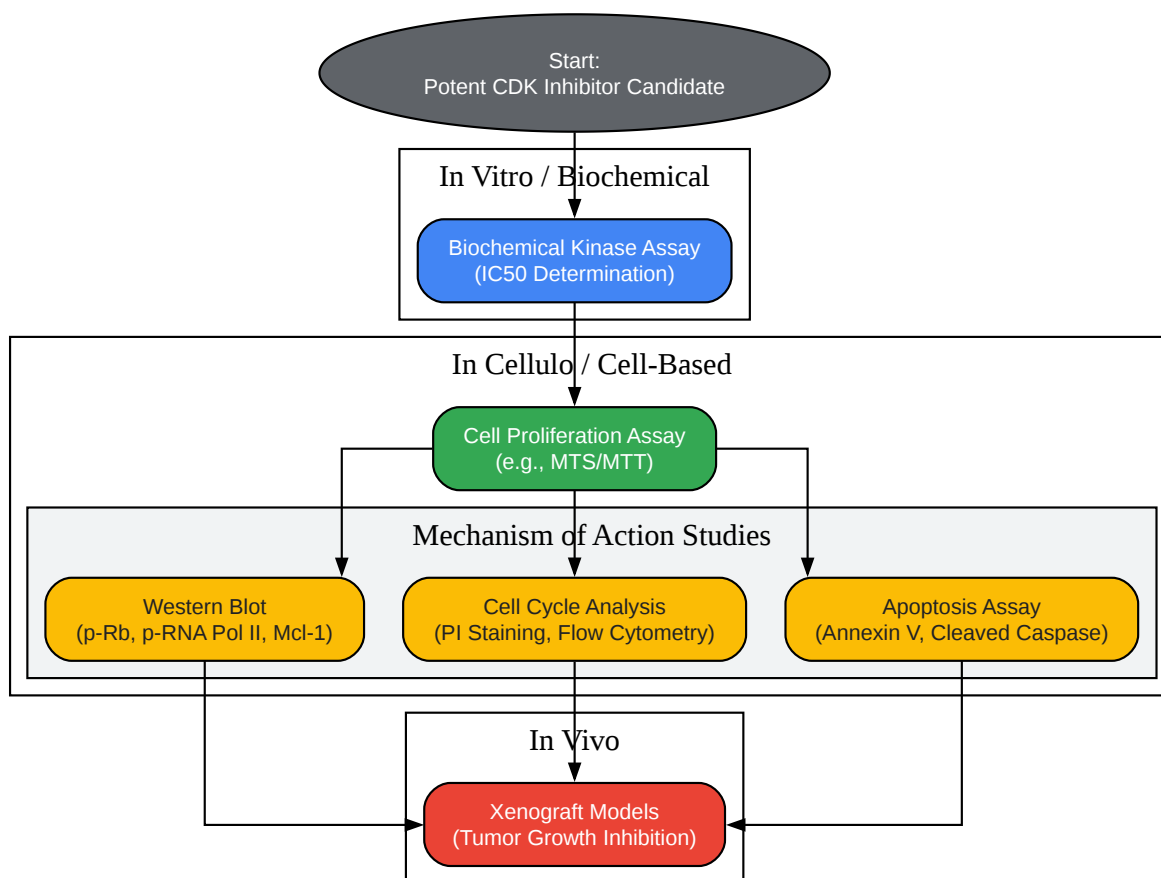 Start:
Potent CDK Inhibitor Candidate
In Vitro / Biochemical
Biochemical Kinase Assay
(IC50 Determination)
In Cellulo / Cell-Based
Cell Proliferation Assay
(e.g., MTS/MTT)
Mechanism of Action Studies
Western Blot
(p-Rb, p-RNA Pol II, Mcl-1)
Cell Cycle Analysis
(PI Staining, Flow Cytometry)
Apoptosis Assay
(Annexin V, Cleaved Caspase)
In Vivo
Xenograft Models
(Tumor Growth Inhibition)